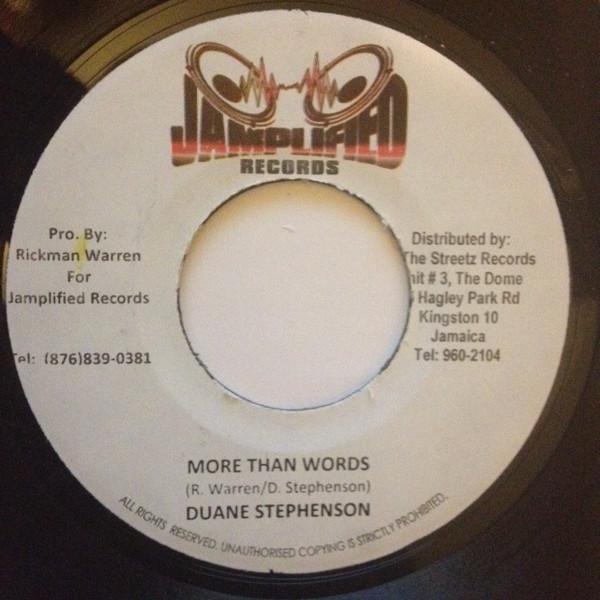 JAMPLIFIED
RECORDS
Pro. By:
Rickman Warren
For
Jamplified Records
Tel: (876)839-0381
Distributed by:
The Streetz Records
# 3, The Dome
Hagley Park Rd
Kingston 10
Jamaica
Tel: 960-2104
MORE THAN WORDS
(R. Warren/D. Stephenson)
DUANE STEPHENSON
ALL RIGHTS RESERVED. UNAUTHORISED COPYING IS STRICTLY PROHIBITED.